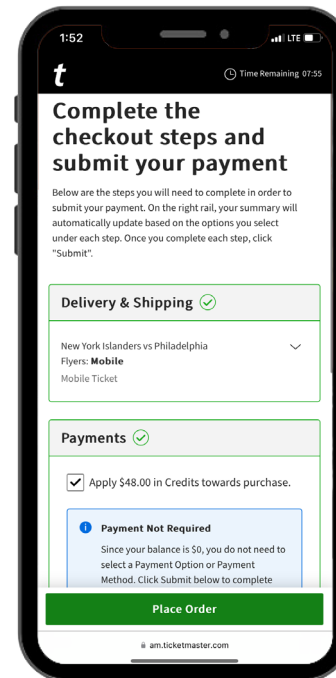 1:52
LTE
t
Time Remaining 07:55
Complete the
checkout steps and
submit your payment
Below are the steps you will need to complete in order to
submit your payment. On the right rail, your summary will
automatically update based on the options you select
under each step. Once you complete each step, click
"Submit".
Delivery & Shipping
New York Islanders vs Philadelphia
Flyers: Mobile
Mobile Ticket
Payments
Apply $48.00 in Credits towards purchase.
Payment Not Required
Since your balance is $0, you do not need to
select a Payment Option or Payment
Method. Click Submit below to complete
Place Order
am.ticketmaster.com